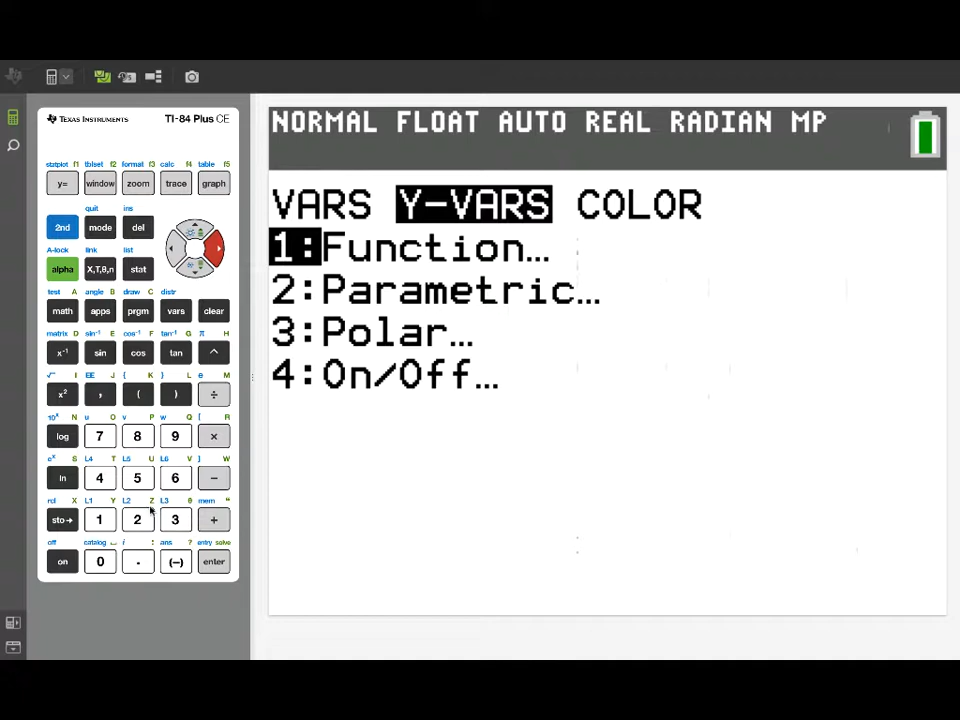 TEXAS INSTRUMENTS TI-84 Plus CE
NORMAL FLOAT AUTO REAL RADIAN MP
VARS Y-VARS COLOR
1:Function…
2:Parametric…
3:Polar…
4:On/Off…
statplot f1 tblset f2 format f3 calc f4 table f5
y= window zoom trace graph
quit ins
2nd mode del
A-lock link list
alpha X,T,θ,n stat
test A angle B draw C distr
math apps prgm vars clear
matrix D sin⁻¹ E cos⁻¹ F tan⁻¹ G π H
x⁻¹ sin cos tan ^
√ I EE J { K } L e M
x² , ( ) ÷
10ˣ N u O v P w Q [ R
log 7 8 9 ×
eˣ S L4 T L5 U L6 V ] W
ln 4 5 6 −
rcl X L1 Y L2 Z L3 θ mem "
sto→ 1 2 3 +
off catalog ⎵ i : ans ? entry solve
on 0 . (−) enter